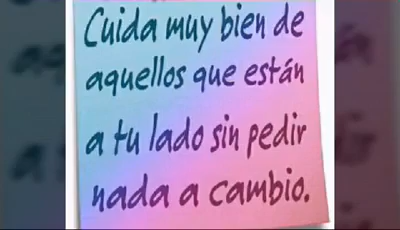 Cuida muy bien de
aquellos que están
a tu lado sin pedir
nada a cambio.